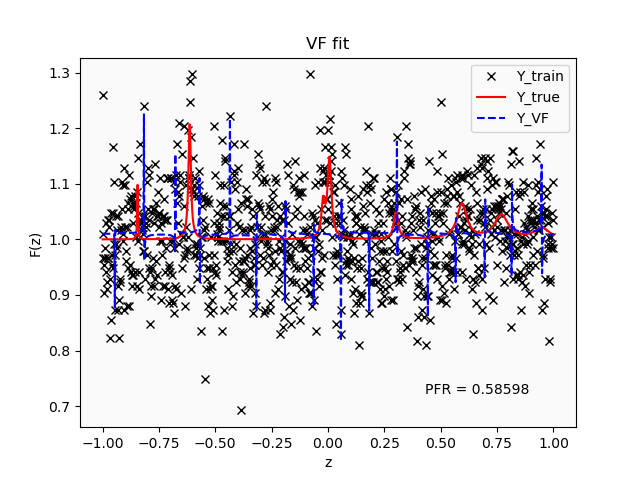 VF fit
1.3
1.2
1.1
1.0
0.9
0.8
0.7
F(z)
Y_train
Y_true
Y_VF
PFR = 0.58598
−1.00 −0.75 −0.50 −0.25 0.00 0.25 0.50 0.75 1.00
z